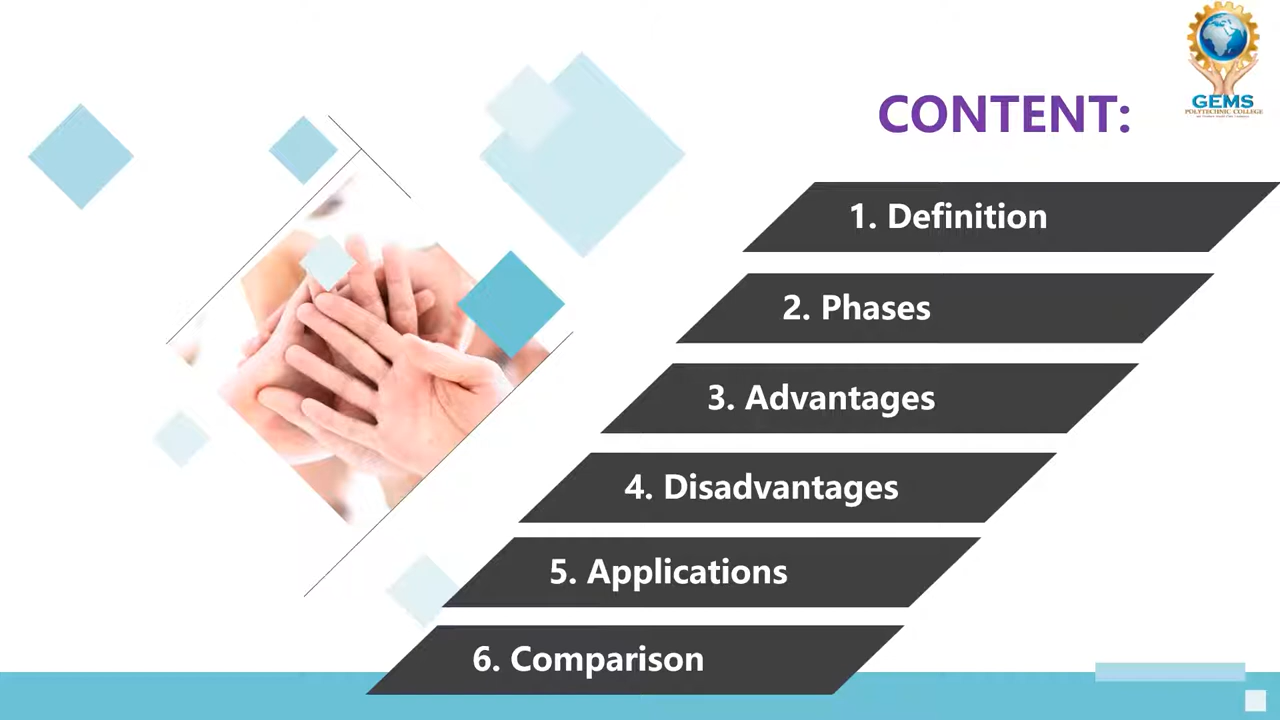 GEMS
POLYTECHNIC COLLEGE
CONTENT:
1. Definition
2. Phases
3. Advantages
4. Disadvantages
5. Applications
6. Comparison